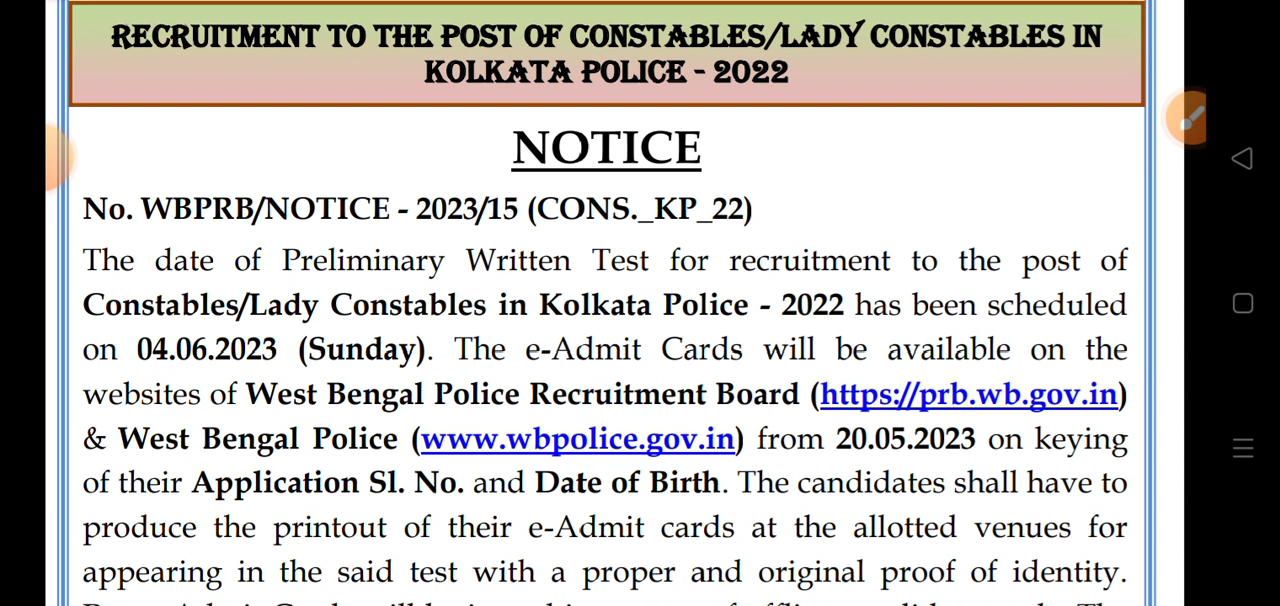 RECRUITMENT TO THE POST OF CONSTABLES/LADY CONSTABLES IN
KOLKATA POLICE - 2022
NOTICE
No. WBPRB/NOTICE - 2023/15 (CONS._KP_22)
The date of Preliminary Written Test for recruitment to the post of
Constables/Lady Constables in Kolkata Police - 2022 has been scheduled
on 04.06.2023 (Sunday). The e-Admit Cards will be available on the
websites of West Bengal Police Recruitment Board (https://prb.wb.gov.in)
& West Bengal Police (www.wbpolice.gov.in) from 20.05.2023 on keying
of their Application Sl. No. and Date of Birth. The candidates shall have to
produce the printout of their e-Admit cards at the allotted venues for
appearing in the said test with a proper and original proof of identity.